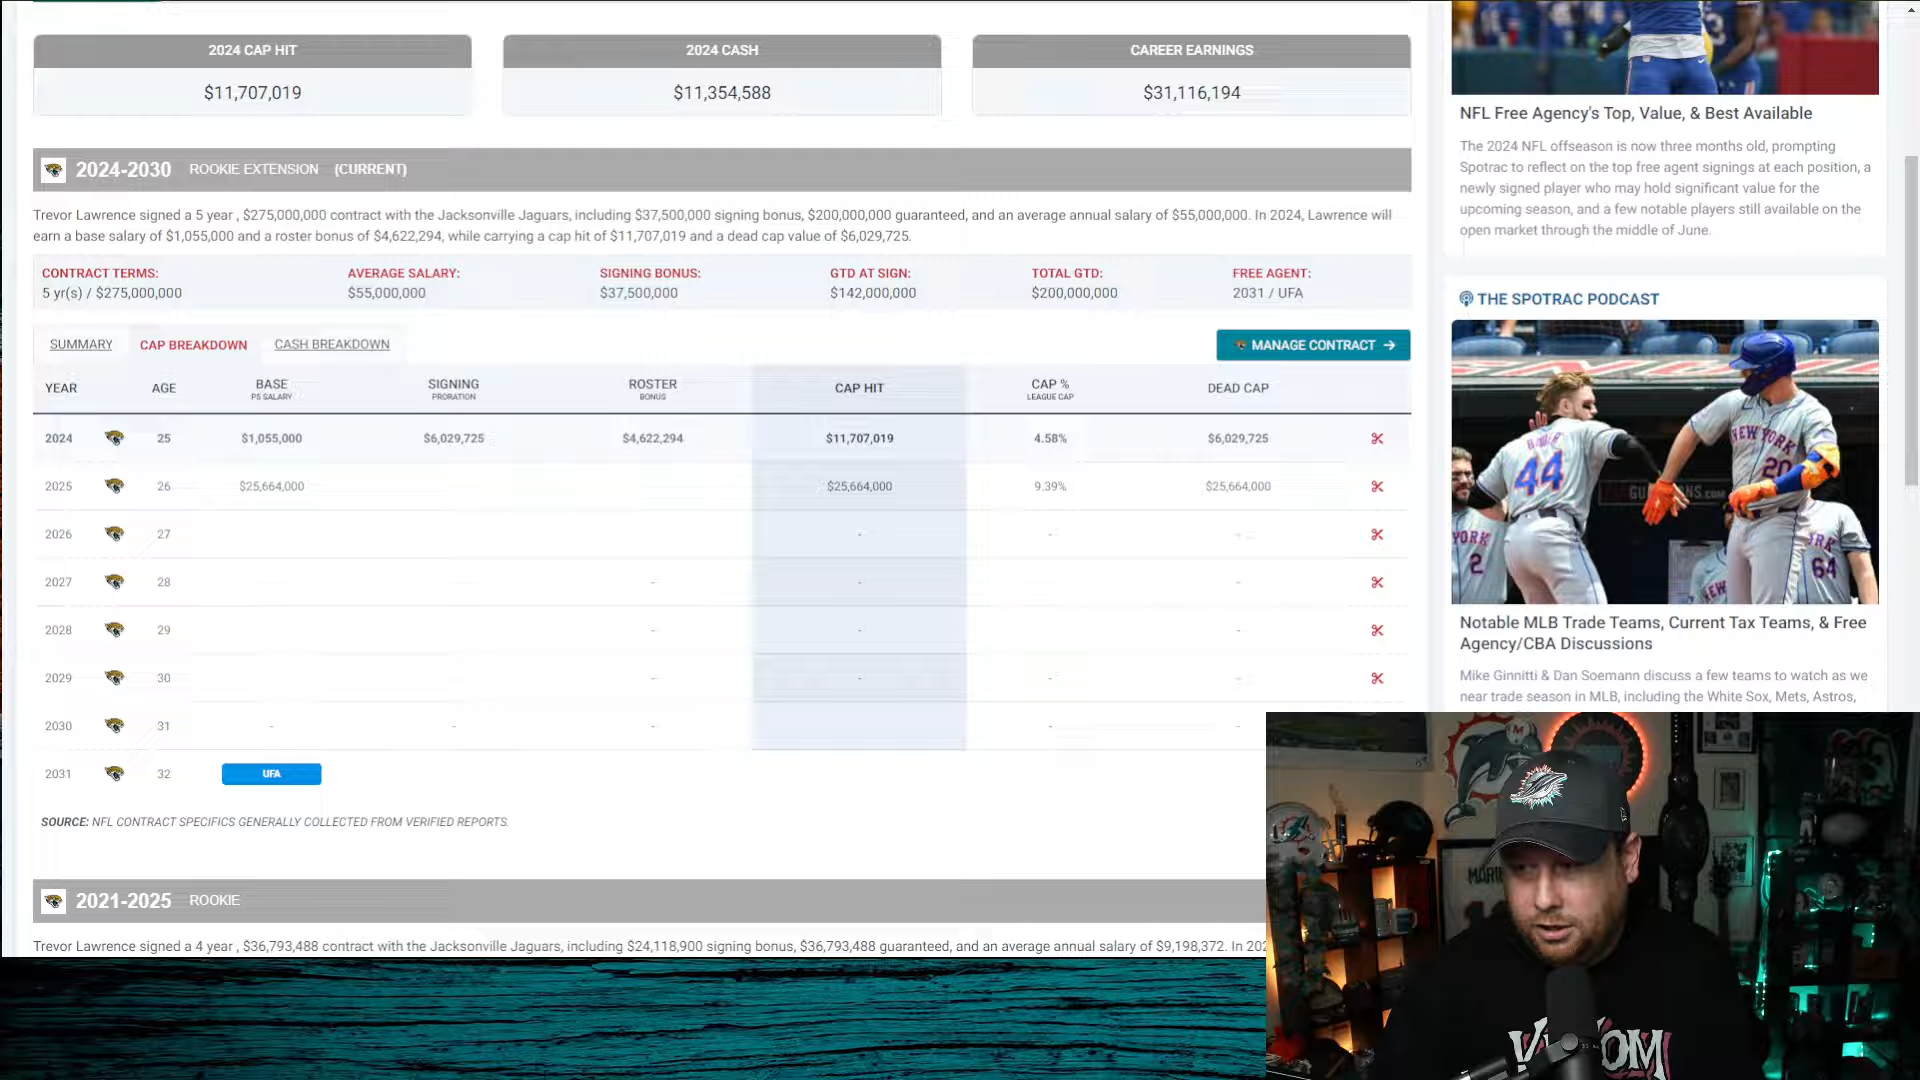 2024 CAP HIT
$11,707,019
2024 CASH
$11,354,588
CAREER EARNINGS
$31,116,194
2024-2030 ROOKIE EXTENSION (CURRENT)
Trevor Lawrence signed a 5 year , $275,000,000 contract with the Jacksonville Jaguars, including $37,500,000 signing bonus, $200,000,000 guaranteed, and an average annual salary of $55,000,000. In 2024, Lawrence will
earn a base salary of $1,055,000 and a roster bonus of $4,622,294, while carrying a cap hit of $11,707,019 and a dead cap value of $6,029,725.
CONTRACT TERMS: AVERAGE SALARY: SIGNING BONUS: GTD AT SIGN: TOTAL GTD: FREE AGENT:
5 yr(s) / $275,000,000 $55,000,000 $37,500,000 $142,000,000 $200,000,000 2031 / UFA
SUMMARY CAP BREAKDOWN CASH BREAKDOWN MANAGE CONTRACT →
YEAR AGE BASE SIGNING ROSTER CAP HIT CAP % DEAD CAP
P5 SALARY PRORATION BONUS LEAGUE CAP
2024 25 $1,055,000 $6,029,725 $4,622,294 $11,707,019 4.58% $6,029,725
2025 26 $25,664,000 $25,664,000 9.39% $25,664,000
2026 27 - - -
2027 28 - - -
2028 29 - - -
2029 30 - - -
2030 31 - - - -
2031 32 UFA
SOURCE: NFL CONTRACT SPECIFICS GENERALLY COLLECTED FROM VERIFIED REPORTS.
2021-2025 ROOKIE
Trevor Lawrence signed a 4 year , $36,793,488 contract with the Jacksonville Jaguars, including $24,118,900 signing bonus, $36,793,488 guaranteed, and an average annual salary of $9,198,372. In 202
NFL Free Agency's Top, Value, & Best Available
The 2024 NFL offseason is now three months old, prompting
Spotrac to reflect on the top free agent signings at each position, a
newly signed player who may hold significant value for the
upcoming season, and a few notable players still available on the
open market through the middle of June.
THE SPOTRAC PODCAST
BADER
44
NEW YORK
20
YORK
2
64
Notable MLB Trade Teams, Current Tax Teams, & Free
Agency/CBA Discussions
Mike Ginnitti & Dan Soemann discuss a few teams to watch as we
near trade season in MLB, including the White Sox, Mets, Astros,